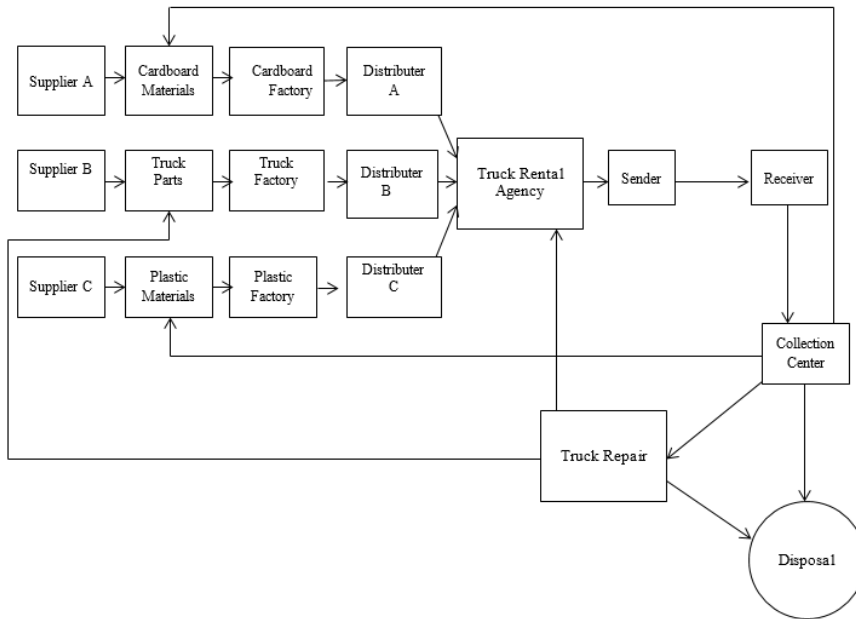 Supplier A
Cardboard
Materials
Cardboard
Factory
Distributer
A
Supplier B
Truck
Parts
Truck
Factory
Distributer
B
Truck Rental
Agency
Sender
Receiver
Supplier C
Plastic
Materials
Plastic
Factory
Distributer
C
Collection
Center
Truck Repair
Disposal